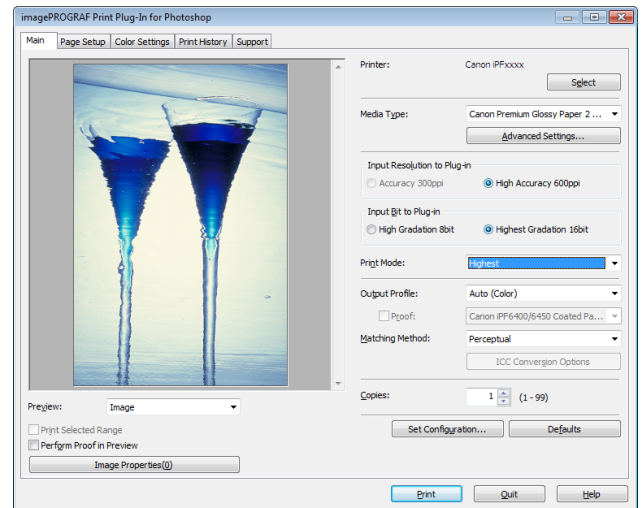 imagePROGRAF Print Plug-In for Photoshop
Main Page Setup Color Settings Print History Support
Printer: Canon iPFxxxx
Select
Media Type: Canon Premium Glossy Paper 2 ...
Advanced Settings...
Input Resolution to Plug-in
Accuracy 300ppi High Accuracy 600ppi
Input Bit to Plug-in
High Gradation 8bit Highest Gradation 16bit
Print Mode: Highest
Output Profile: Auto (Color)
Proof: Canon iPF6400/6450 Coated Pa...
Matching Method: Perceptual
ICC Conversion Options
Copies: 1 (1 - 99)
Preview: Image
Print Selected Range
Perform Proof in Preview
Image Properties(0)
Set Configuration... Defaults
Print Quit Help